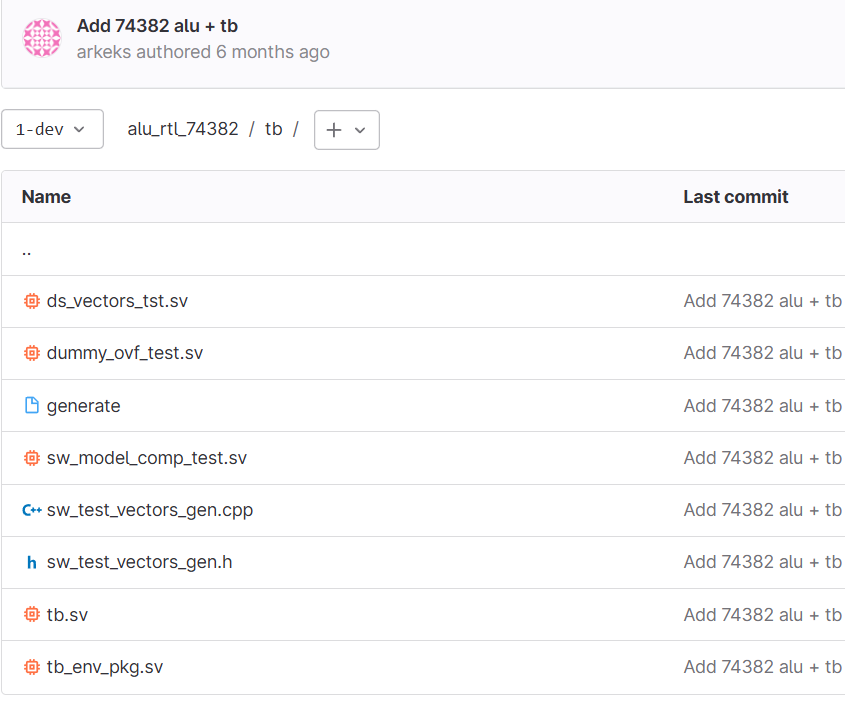 Add 74382 alu + tb
arkeks authored 6 months ago
1-dev alu_rtl_74382 / tb / +
Name Last commit
..
ds_vectors_tst.sv Add 74382 alu + tb
dummy_ovf_test.sv Add 74382 alu + tb
generate Add 74382 alu + tb
sw_model_comp_test.sv Add 74382 alu + tb
C++ sw_test_vectors_gen.cpp Add 74382 alu + tb
h sw_test_vectors_gen.h Add 74382 alu + tb
tb.sv Add 74382 alu + tb
tb_env_pkg.sv Add 74382 alu + tb